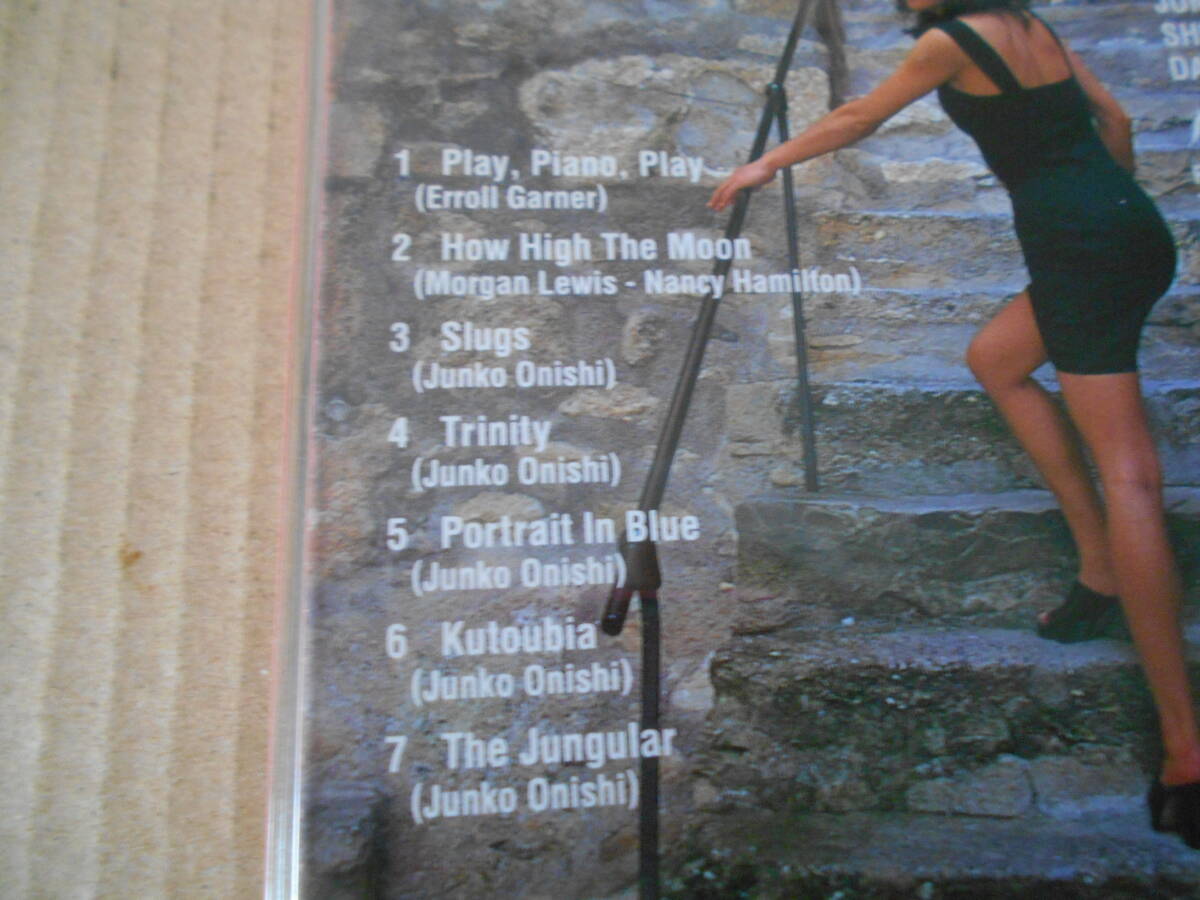 1 Play, Piano, Play
(Erroll Garner)
2 How High The Moon
(Morgan Lewis - Nancy Hamilton)
3 Slugs
(Junko Onishi)
4 Trinity
(Junko Onishi)
5 Portrait In Blue
(Junko Onishi)
6 Kutoubia
(Junko Onishi)
7 The Jungular
(Junko Onishi)
SH
DA